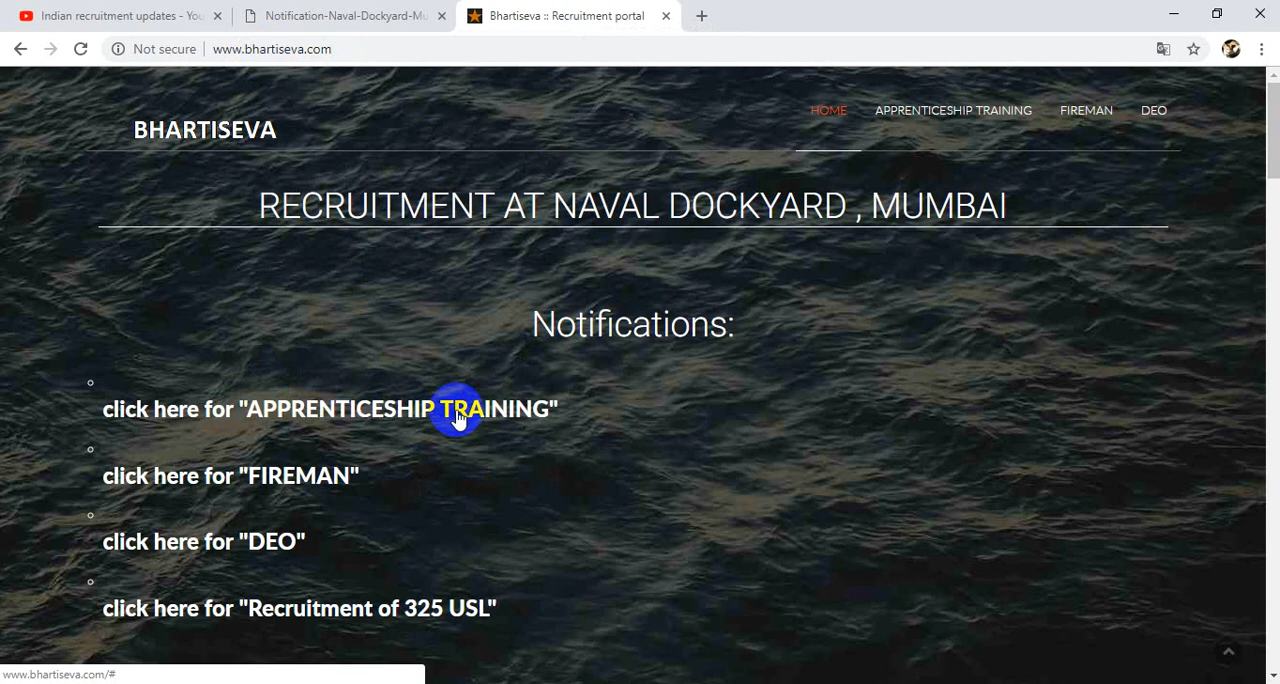 Indian recruitment updates - You
Notification-Naval-Dockyard-Mu
Bhartiseva :: Recruitment portal
Not secure
www.bhartiseva.com
BHARTISEVA
HOME
APPRENTICESHIP TRAINING
FIREMAN
DEO
RECRUITMENT AT NAVAL DOCKYARD , MUMBAI
Notifications:
click here for "APPRENTICESHIP TRAINING"
click here for "FIREMAN"
click here for "DEO"
click here for "Recruitment of 325 USL"
www.bhartiseva.com/#